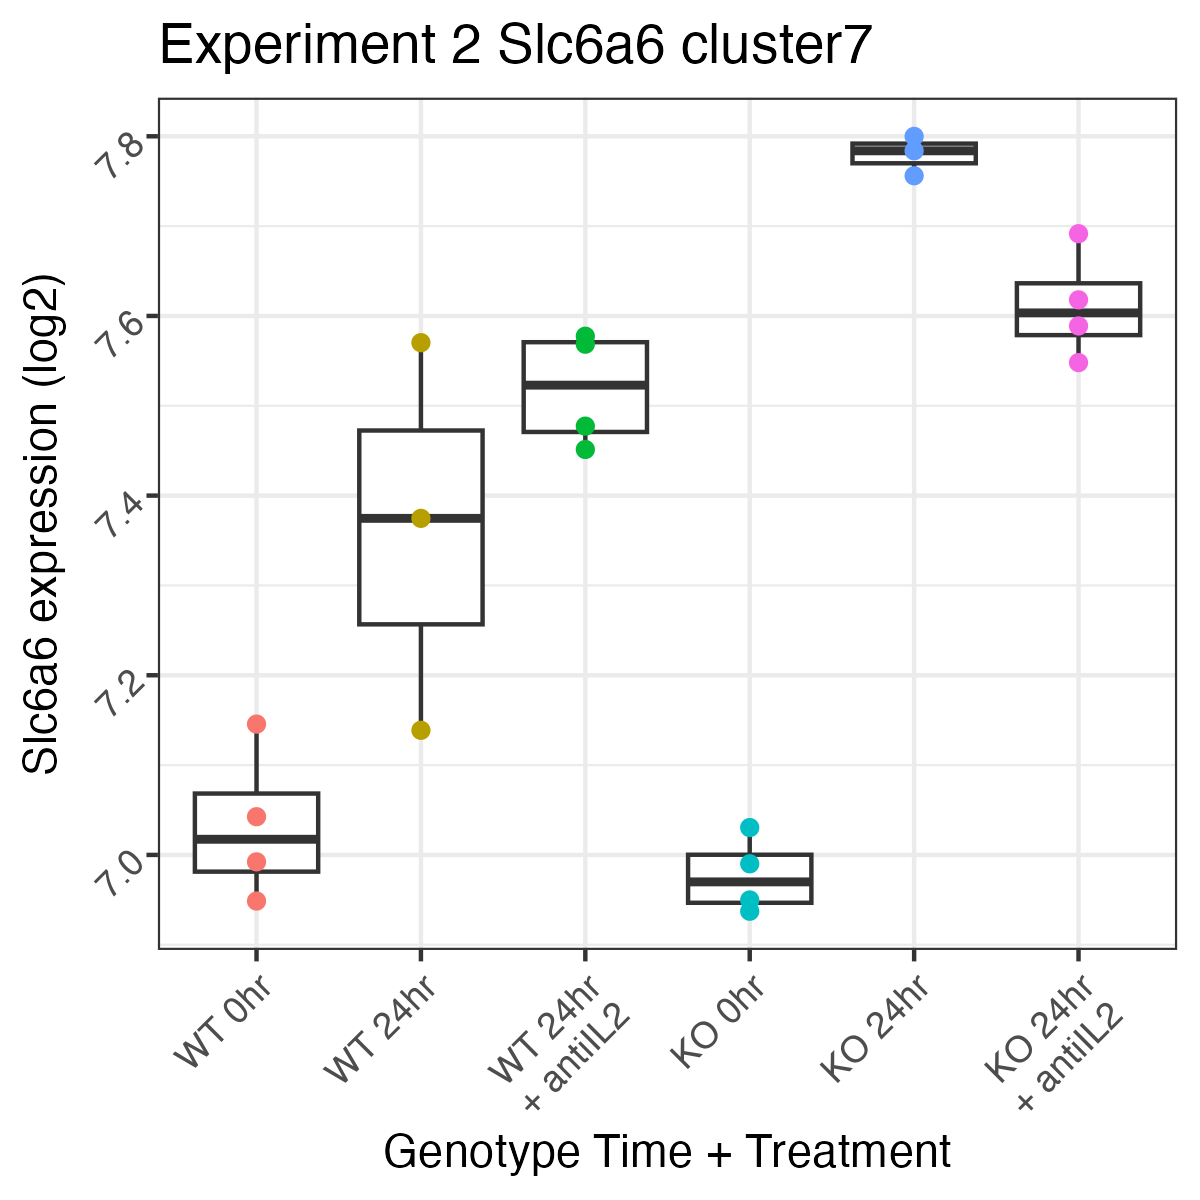 Experiment 2 Slc6a6 cluster7
Slc6a6 expression (log2)
7.8
7.6
7.4
7.2
7.0
WT 0hr
WT 24hr
WT 24hr
+ antiIL2
KO 0hr
KO 24hr
KO 24hr
+ antiIL2
Genotype Time + Treatment